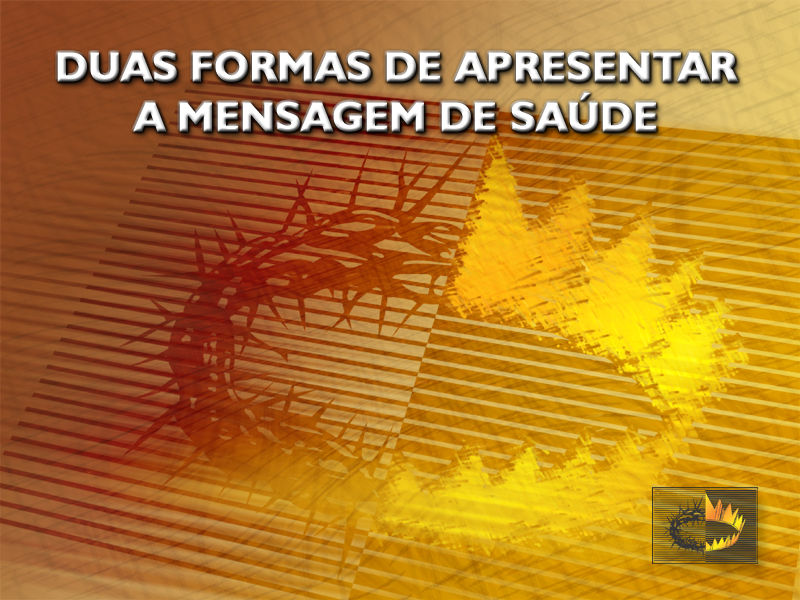 DUAS FORMAS DE APRESENTAR
A MENSAGEM DE SAÚDE